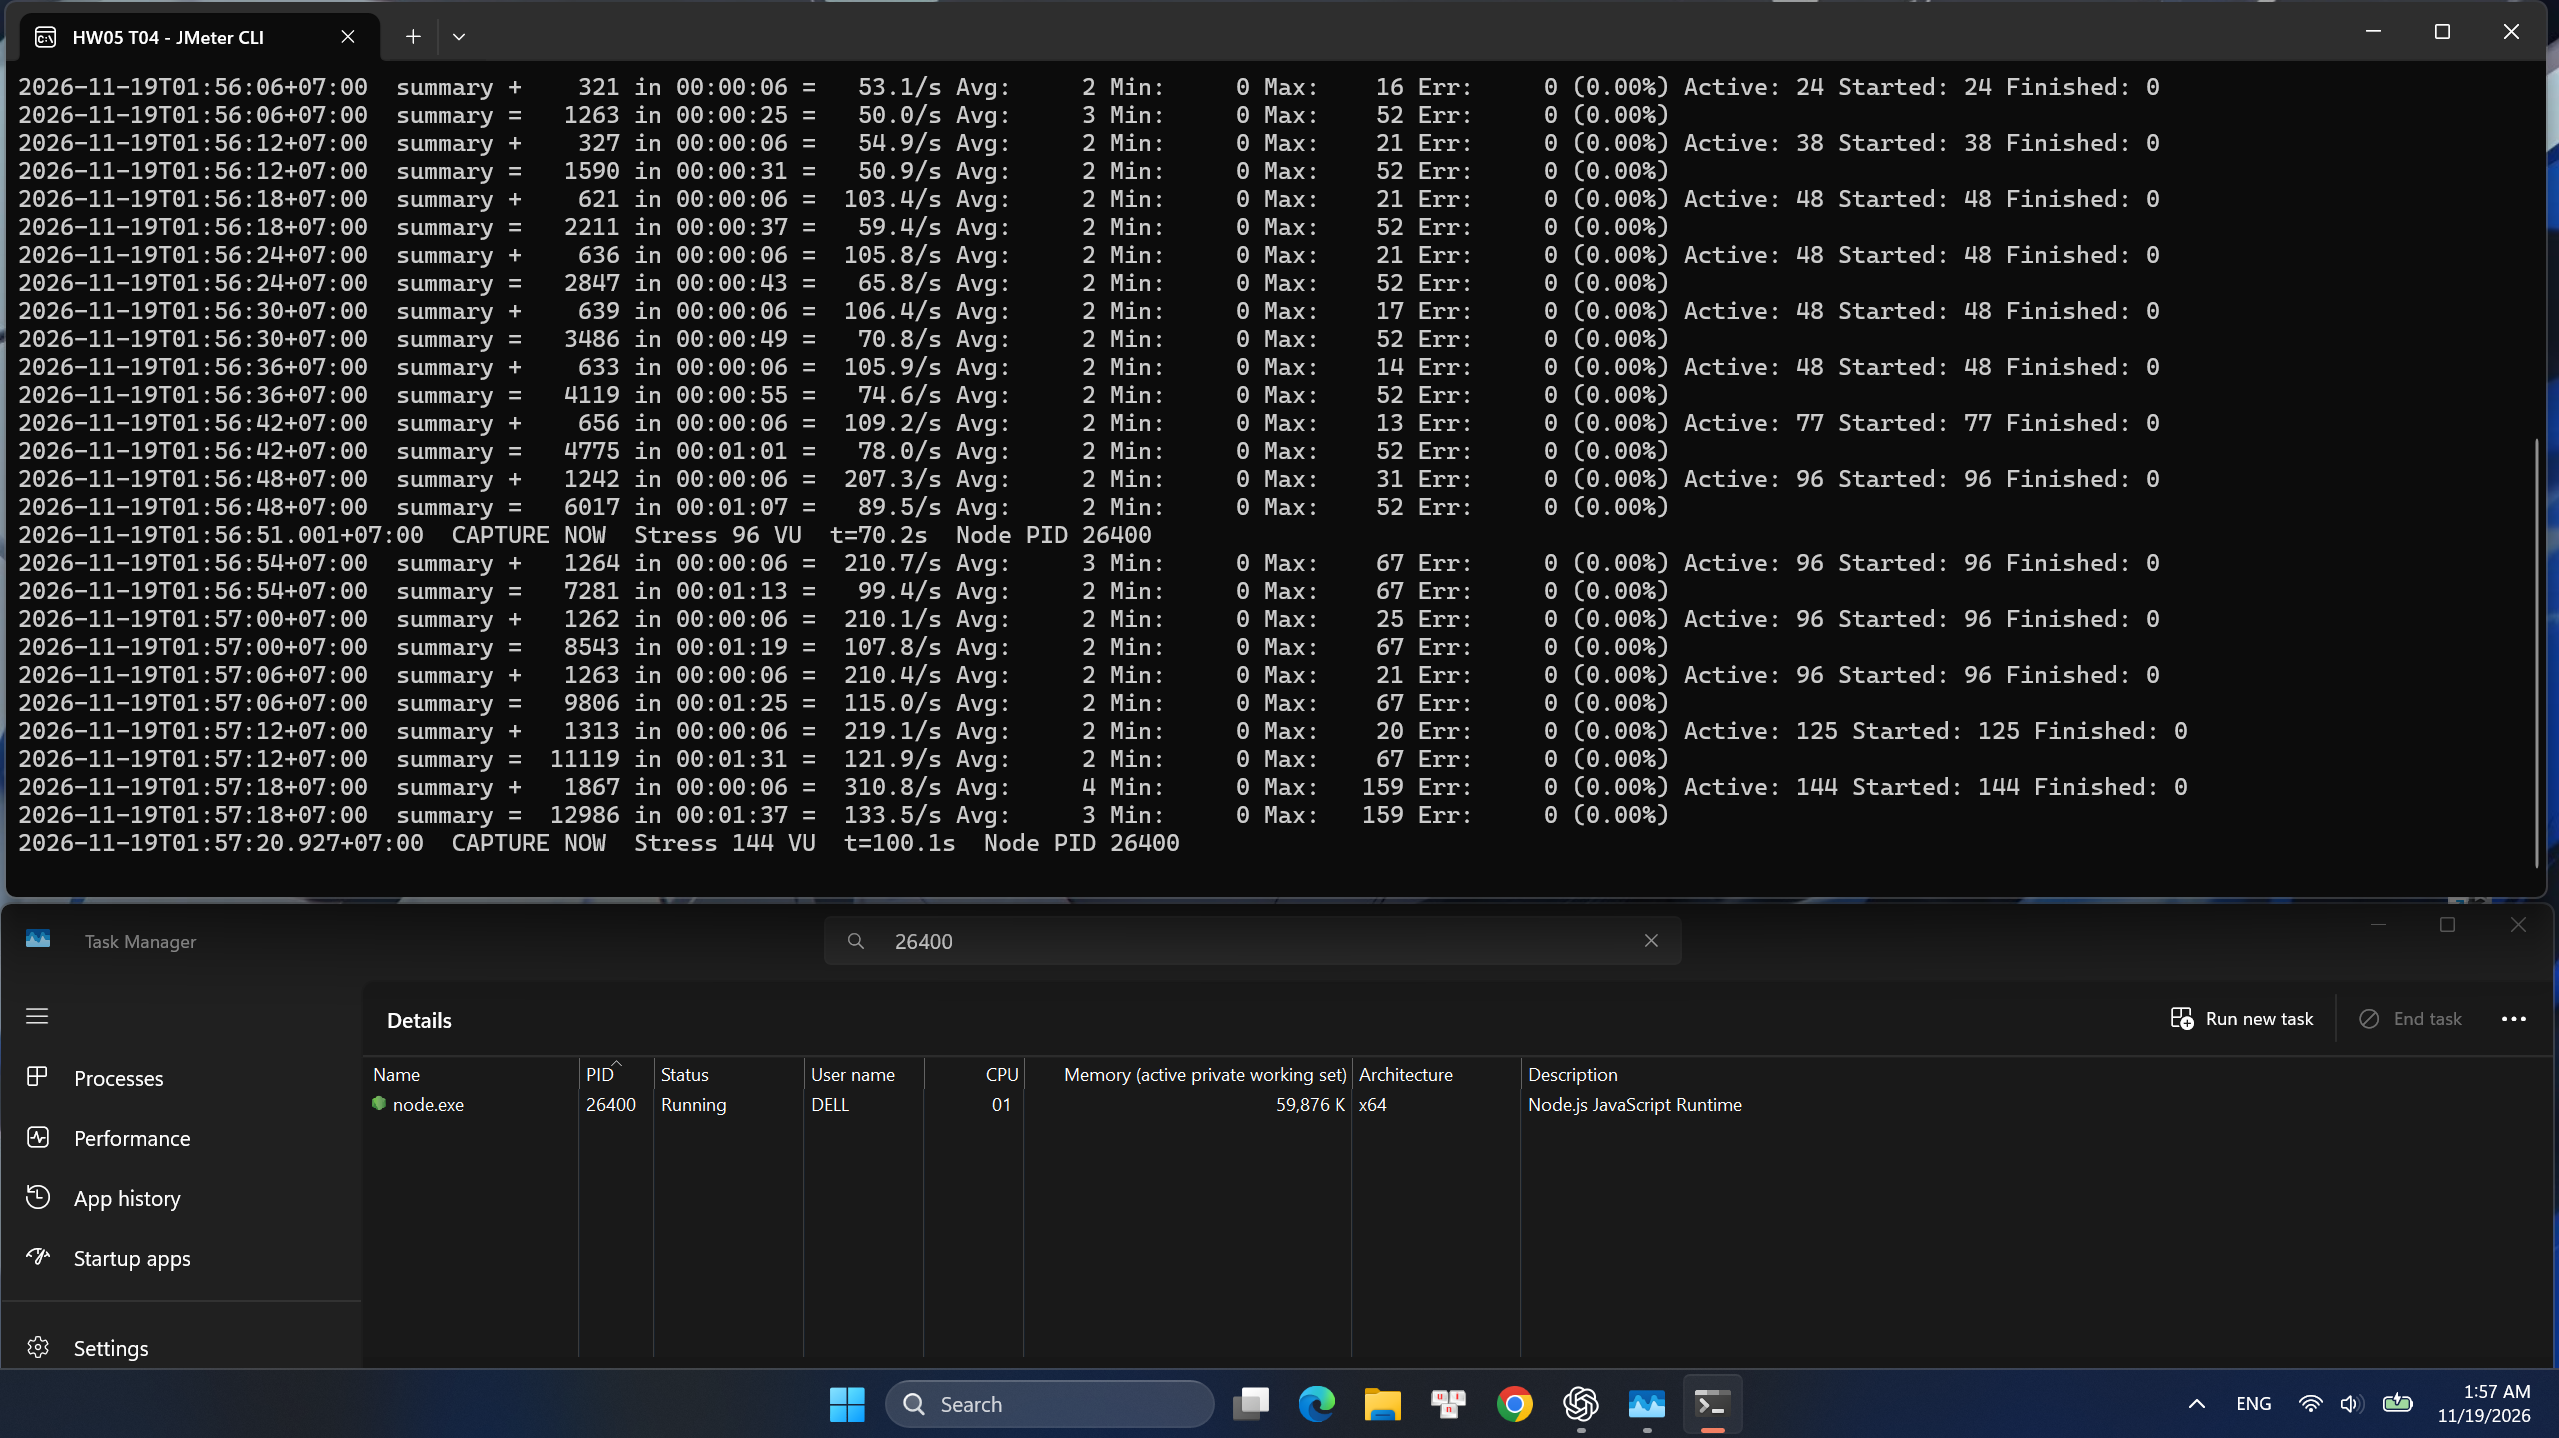 HW05 T04 - JMeter CLI
2026-11-19T01:56:06+07:00  summary +    321 in 00:00:06 =   53.1/s Avg:     2 Min:     0 Max:    16 Err:     0 (0.00%) Active: 24 Started: 24 Finished: 0
2026-11-19T01:56:06+07:00  summary =   1263 in 00:00:25 =   50.0/s Avg:     3 Min:     0 Max:    52 Err:     0 (0.00%)
2026-11-19T01:56:12+07:00  summary +    327 in 00:00:06 =   54.9/s Avg:     2 Min:     0 Max:    21 Err:     0 (0.00%) Active: 38 Started: 38 Finished: 0
2026-11-19T01:56:12+07:00  summary =   1590 in 00:00:31 =   50.9/s Avg:     2 Min:     0 Max:    52 Err:     0 (0.00%)
2026-11-19T01:56:18+07:00  summary +    621 in 00:00:06 =  103.4/s Avg:     2 Min:     0 Max:    21 Err:     0 (0.00%) Active: 48 Started: 48 Finished: 0
2026-11-19T01:56:18+07:00  summary =   2211 in 00:00:37 =   59.4/s Avg:     2 Min:     0 Max:    52 Err:     0 (0.00%)
2026-11-19T01:56:24+07:00  summary +    636 in 00:00:06 =  105.8/s Avg:     2 Min:     0 Max:    21 Err:     0 (0.00%) Active: 48 Started: 48 Finished: 0
2026-11-19T01:56:24+07:00  summary =   2847 in 00:00:43 =   65.8/s Avg:     2 Min:     0 Max:    52 Err:     0 (0.00%)
2026-11-19T01:56:30+07:00  summary +    639 in 00:00:06 =  106.4/s Avg:     2 Min:     0 Max:    17 Err:     0 (0.00%) Active: 48 Started: 48 Finished: 0
2026-11-19T01:56:30+07:00  summary =   3486 in 00:00:49 =   70.8/s Avg:     2 Min:     0 Max:    52 Err:     0 (0.00%)
2026-11-19T01:56:36+07:00  summary +    633 in 00:00:06 =  105.9/s Avg:     2 Min:     0 Max:    14 Err:     0 (0.00%) Active: 48 Started: 48 Finished: 0
2026-11-19T01:56:36+07:00  summary =   4119 in 00:00:55 =   74.6/s Avg:     2 Min:     0 Max:    52 Err:     0 (0.00%)
2026-11-19T01:56:42+07:00  summary +    656 in 00:00:06 =  109.2/s Avg:     2 Min:     0 Max:    13 Err:     0 (0.00%) Active: 77 Started: 77 Finished: 0
2026-11-19T01:56:42+07:00  summary =   4775 in 00:01:01 =   78.0/s Avg:     2 Min:     0 Max:    52 Err:     0 (0.00%)
2026-11-19T01:56:48+07:00  summary +   1242 in 00:00:06 =  207.3/s Avg:     2 Min:     0 Max:    31 Err:     0 (0.00%) Active: 96 Started: 96 Finished: 0
2026-11-19T01:56:48+07:00  summary =   6017 in 00:01:07 =   89.5/s Avg:     2 Min:     0 Max:    52 Err:     0 (0.00%)
2026-11-19T01:56:51.001+07:00  CAPTURE NOW  Stress 96 VU  t=70.2s  Node PID 26400
2026-11-19T01:56:54+07:00  summary +   1264 in 00:00:06 =  210.7/s Avg:     3 Min:     0 Max:    67 Err:     0 (0.00%) Active: 96 Started: 96 Finished: 0
2026-11-19T01:56:54+07:00  summary =   7281 in 00:01:13 =   99.4/s Avg:     2 Min:     0 Max:    67 Err:     0 (0.00%)
2026-11-19T01:57:00+07:00  summary +   1262 in 00:00:06 =  210.1/s Avg:     2 Min:     0 Max:    25 Err:     0 (0.00%) Active: 96 Started: 96 Finished: 0
2026-11-19T01:57:00+07:00  summary =   8543 in 00:01:19 =  107.8/s Avg:     2 Min:     0 Max:    67 Err:     0 (0.00%)
2026-11-19T01:57:06+07:00  summary +   1263 in 00:00:06 =  210.4/s Avg:     2 Min:     0 Max:    21 Err:     0 (0.00%) Active: 96 Started: 96 Finished: 0
2026-11-19T01:57:06+07:00  summary =   9806 in 00:01:25 =  115.0/s Avg:     2 Min:     0 Max:    67 Err:     0 (0.00%)
2026-11-19T01:57:12+07:00  summary +   1313 in 00:00:06 =  219.1/s Avg:     2 Min:     0 Max:    20 Err:     0 (0.00%) Active: 125 Started: 125 Finished: 0
2026-11-19T01:57:12+07:00  summary =  11119 in 00:01:31 =  121.9/s Avg:     2 Min:     0 Max:    67 Err:     0 (0.00%)
2026-11-19T01:57:18+07:00  summary +   1867 in 00:00:06 =  310.8/s Avg:     4 Min:     0 Max:   159 Err:     0 (0.00%) Active: 144 Started: 144 Finished: 0
2026-11-19T01:57:18+07:00  summary =  12986 in 00:01:37 =  133.5/s Avg:     3 Min:     0 Max:   159 Err:     0 (0.00%)
2026-11-19T01:57:20.927+07:00  CAPTURE NOW  Stress 144 VU  t=100.1s  Node PID 26400
Task Manager
26400
Details
Run new task
End task
Processes
Performance
App history
Startup apps
Settings
Name PID Status User name CPU Memory (active private working set) Architecture Description
node.exe 26400 Running DELL 01 59,876 K x64 Node.js JavaScript Runtime
Search
ENG
1:57 AM
11/19/2026